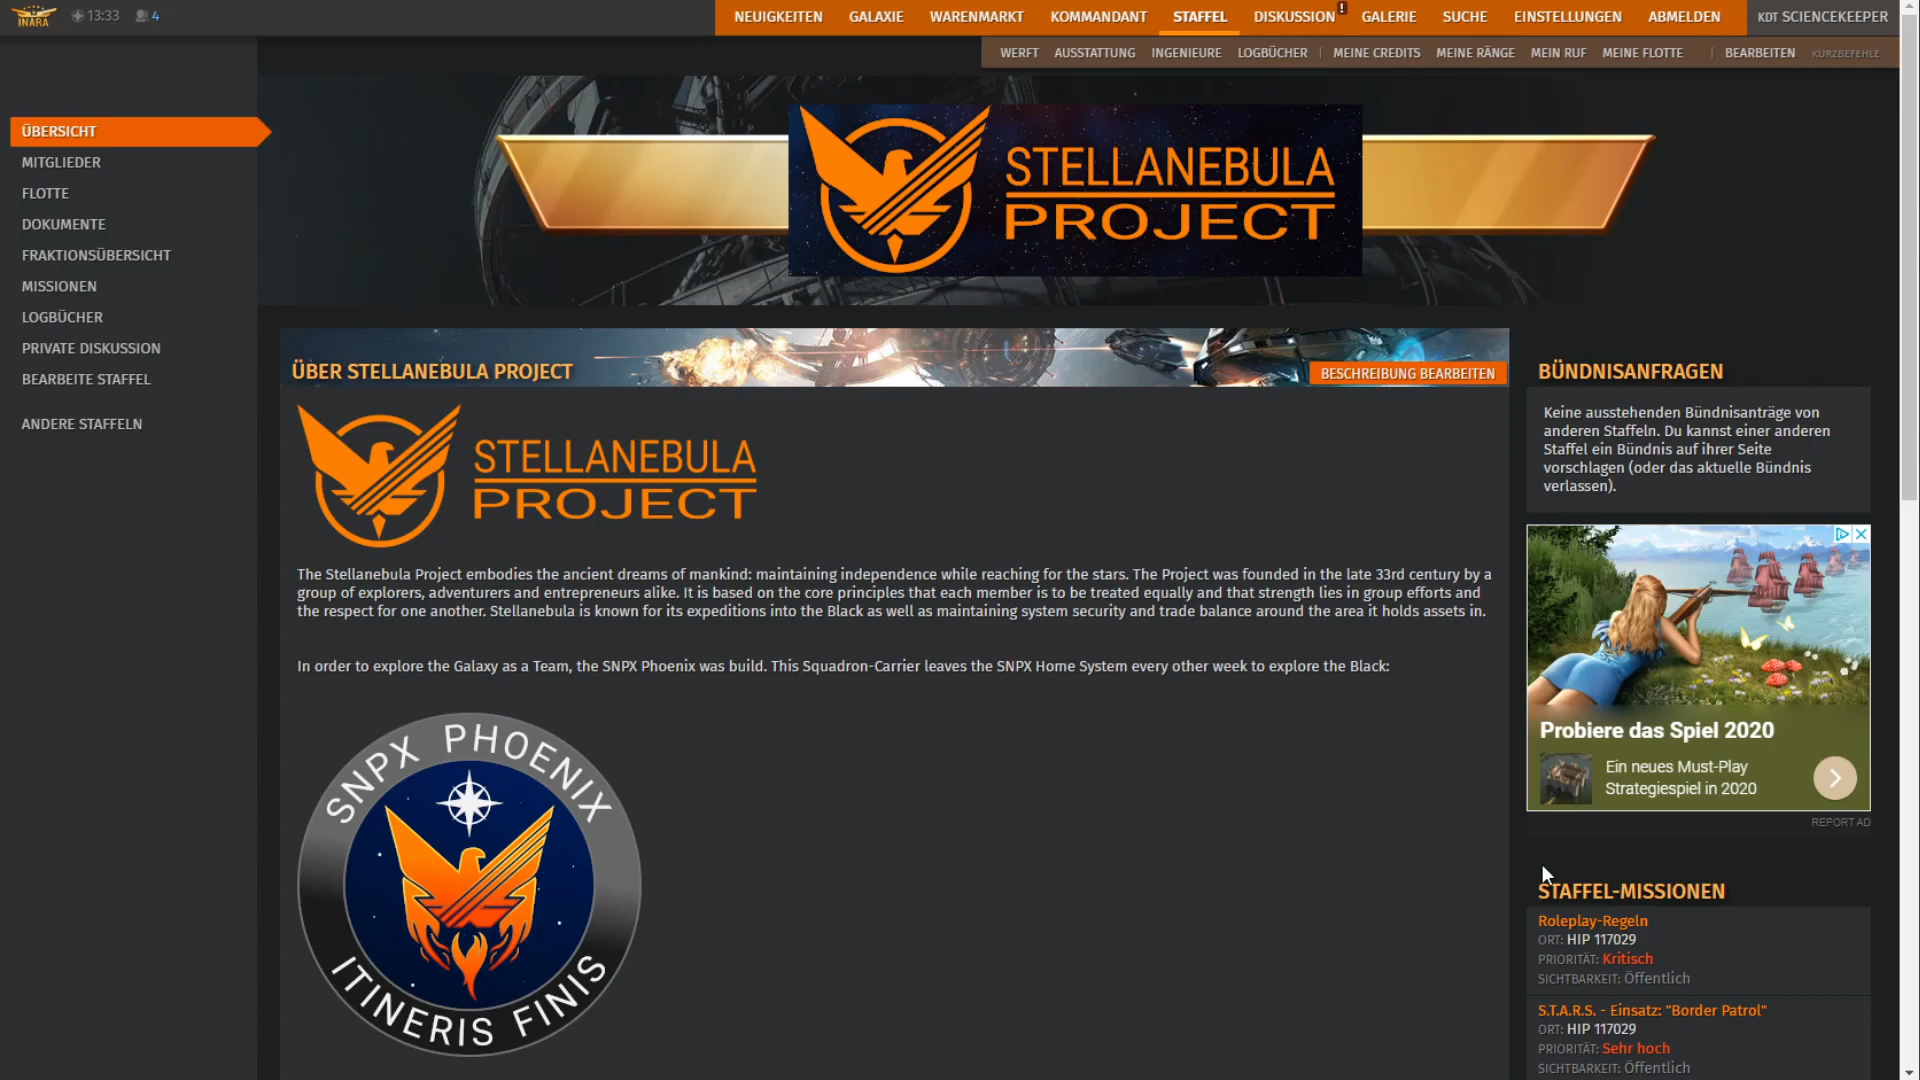 INARA
13:33
4
NEUIGKEITEN GALAXIE WARENMARKT KOMMANDANT STAFFEL DISKUSSION ! GALERIE SUCHE EINSTELLUNGEN ABMELDEN KDT SCIENCEKEEPER
WERFT AUSSTATTUNG INGENIEURE LOGBÜCHER | MEINE CREDITS MEINE RÄNGE MEIN RUF MEINE FLOTTE | BEARBEITEN KURZBEFEHLE
ÜBERSICHT
MITGLIEDER
FLOTTE
DOKUMENTE
FRAKTIONSÜBERSICHT
MISSIONEN
LOGBÜCHER
PRIVATE DISKUSSION
BEARBEITE STAFFEL
ANDERE STAFFELN
STELLANEBULA
PROJECT
ÜBER STELLANEBULA PROJECT
BESCHREIBUNG BEARBEITEN
STELLANEBULA
PROJECT
The Stellanebula Project embodies the ancient dreams of mankind: maintaining independence while reaching for the stars. The Project was founded in the late 33rd century by a
group of explorers, adventurers and entrepreneurs alike. It is based on the core principles that each member is to be treated equally and that strength lies in group efforts and
the respect for one another. Stellanebula is known for its expeditions into the Black as well as maintaining system security and trade balance around the area it holds assets in.
In order to explore the Galaxy as a Team, the SNPX Phoenix was build. This Squadron-Carrier leaves the SNPX Home System every other week to explore the Black:
SNPX PHOENIX
ITINERIS FINIS
BÜNDNISANFRAGEN
Keine ausstehenden Bündnisanträge von
anderen Staffeln. Du kannst einer anderen
Staffel ein Bündnis auf ihrer Seite
vorschlagen (oder das aktuelle Bündnis
verlassen).
Probiere das Spiel 2020
Ein neues Must-Play
Strategiespiel in 2020
REPORT AD
STAFFEL-MISSIONEN
Roleplay-Regeln
ORT: HIP 117029
PRIORITÄT: Kritisch
SICHTBARKEIT: Öffentlich
S.T.A.R.S. - Einsatz: "Border Patrol"
ORT: HIP 117029
PRIORITÄT: Sehr hoch
SICHTBARKEIT: Öffentlich